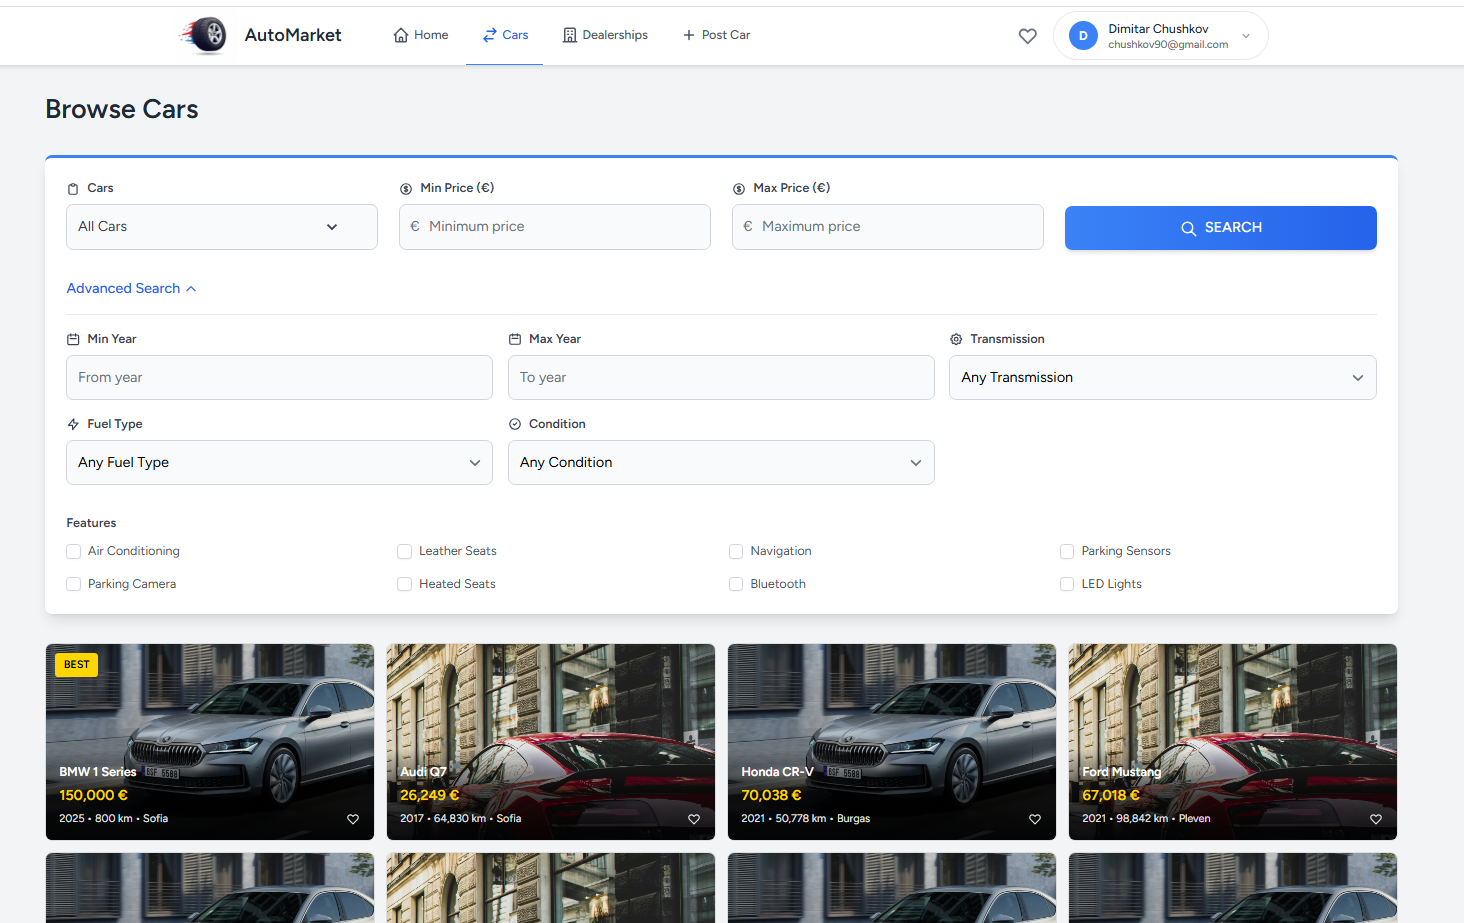 AutoMarket
Home
Cars
Dealerships
Post Car
D
Dimitar Chushkov
chushkov90@gmail.com
Browse Cars
Cars
Min Price (€)
Max Price (€)
All Cars
€ Minimum price
€ Maximum price
SEARCH
Advanced Search
Min Year
Max Year
Transmission
From year
To year
Any Transmission
Fuel Type
Condition
Any Fuel Type
Any Condition
Features
Air Conditioning
Leather Seats
Navigation
Parking Sensors
Parking Camera
Heated Seats
Bluetooth
LED Lights
BEST
BMW 1 Series
150,000 €
2025 • 800 km • Sofia
Audi Q7
26,249 €
2017 • 64,830 km • Sofia
Honda CR-V
70,038 €
2021 • 50,778 km • Burgas
Ford Mustang
67,018 €
2021 • 98,842 km • Pleven